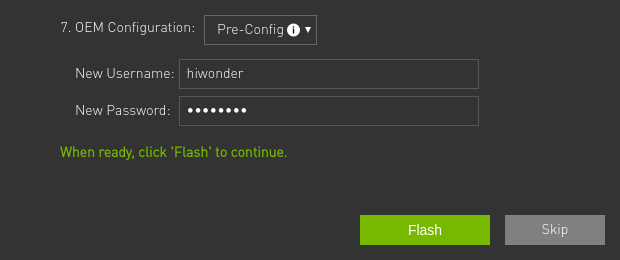 7. OEM Configuration: Pre-Config i ▼
New Username: hiwonder
New Password: ••••••••
When ready, click 'Flash' to continue.
Flash Skip